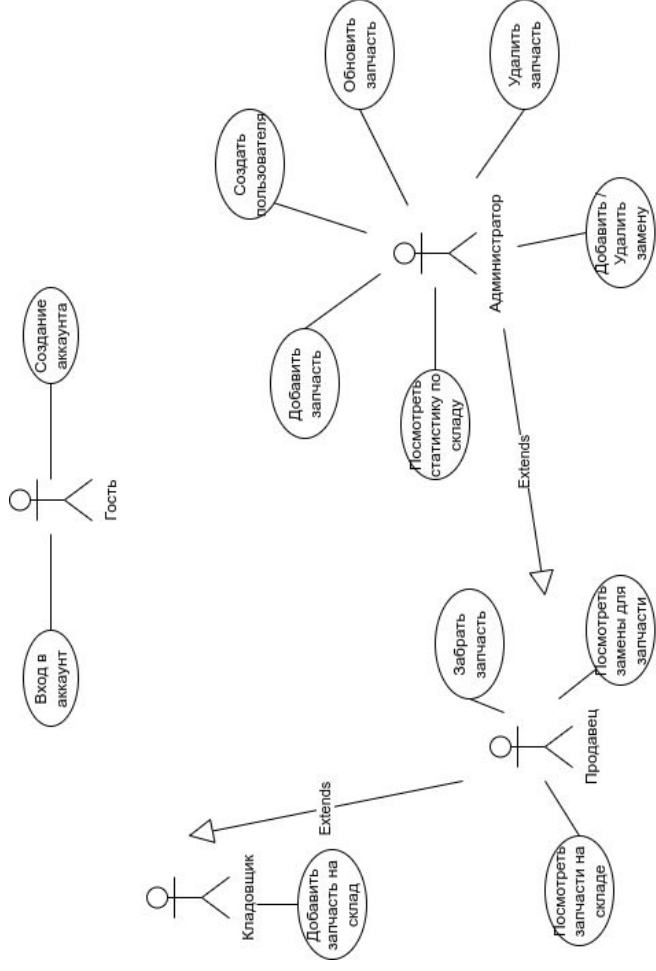 Вход в
аккаунт
Гость
Создание
аккаунта
Кладовщик
Добавить
запчасть на
склад
Extends
Посмотреть
запчасти на
складе
Продавец
Забрать
запчасть
Посмотреть
замены для
запчасти
Extends
Посмотреть
статистику по
складу
Добавить
запчасть
Создать
пользователя
Обновить
запчасть
Администратор
Добавить /
Удалить
замену
Удалить
запчасть